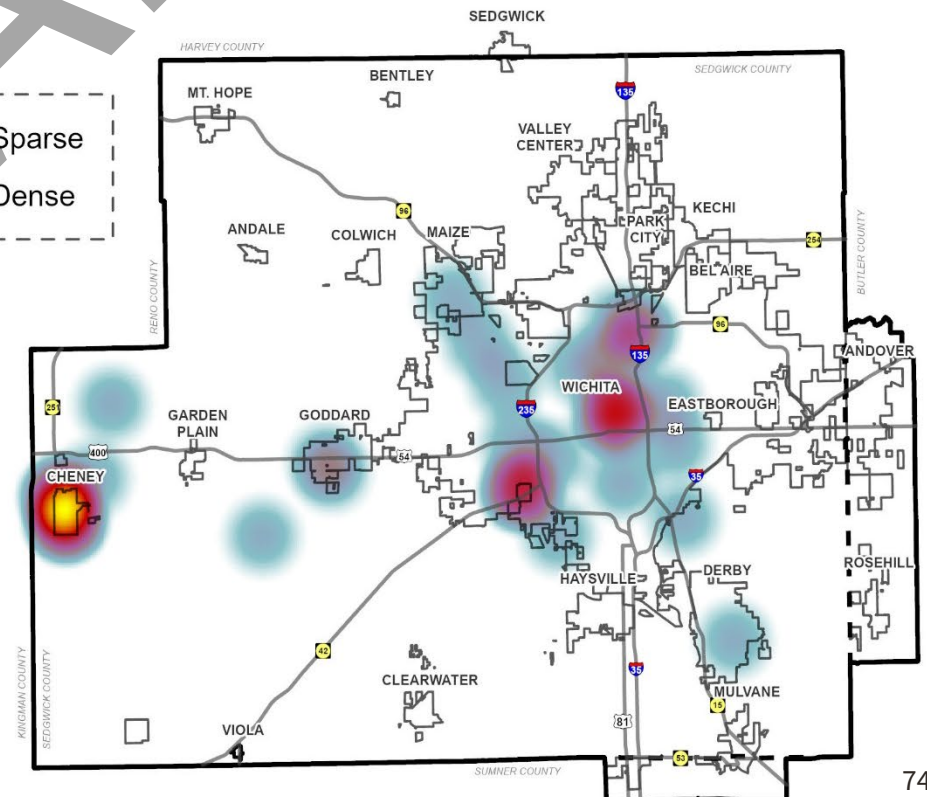 SEDGWICK
HARVEY COUNTY
SEDGWICK COUNTY
BENTLEY
MT. HOPE
135
Sparse
Dense
VALLEY
CENTER
96
KECHI
PARK
CITY
ANDALE
COLWICH
MAIZE
254
BEL AIRE
RENO COUNTY
BUTLER COUNTY
96
135
ANDOVER
WICHITA
251
235
EASTBOROUGH
GARDEN
PLAIN
GODDARD
54
400
54
CHENEY
35
HAYSVILLE
DERBY
ROSEHILL
42
35
KINGMAN COUNTY
SEDGWICK COUNTY
CLEARWATER
MULVANE
15
81
VIOLA
53
SUMNER COUNTY
74